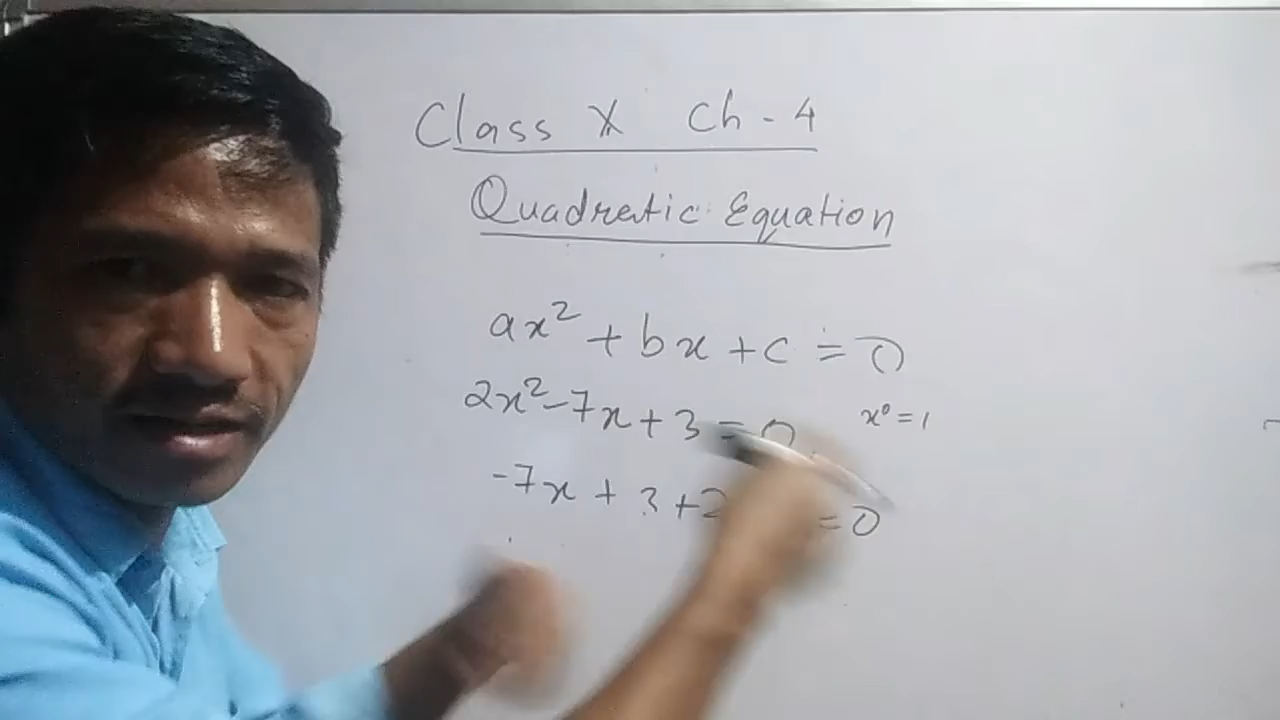 Class X Ch - 4
Quadratic Equation
ax² + bx + c = 0
2x² - 7x + 3 = 0
x⁰ = 1
-7x + 3 + 2 = 0